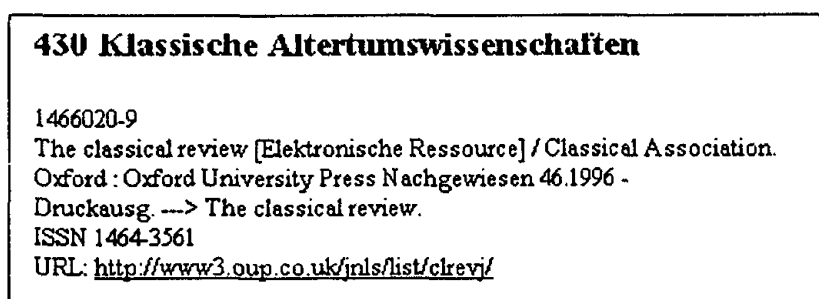 430 Klassische Altertumswissenschaften
1466020-9
The classical review [Elektronische Ressource] / Classical Association.
Oxford : Oxford University Press Nachgewiesen 46.1996 -
Druckausg. ---> The classical review.
ISSN 1464-3561
URL: http://www3.oup.co.uk/jnls/list/clrevj/